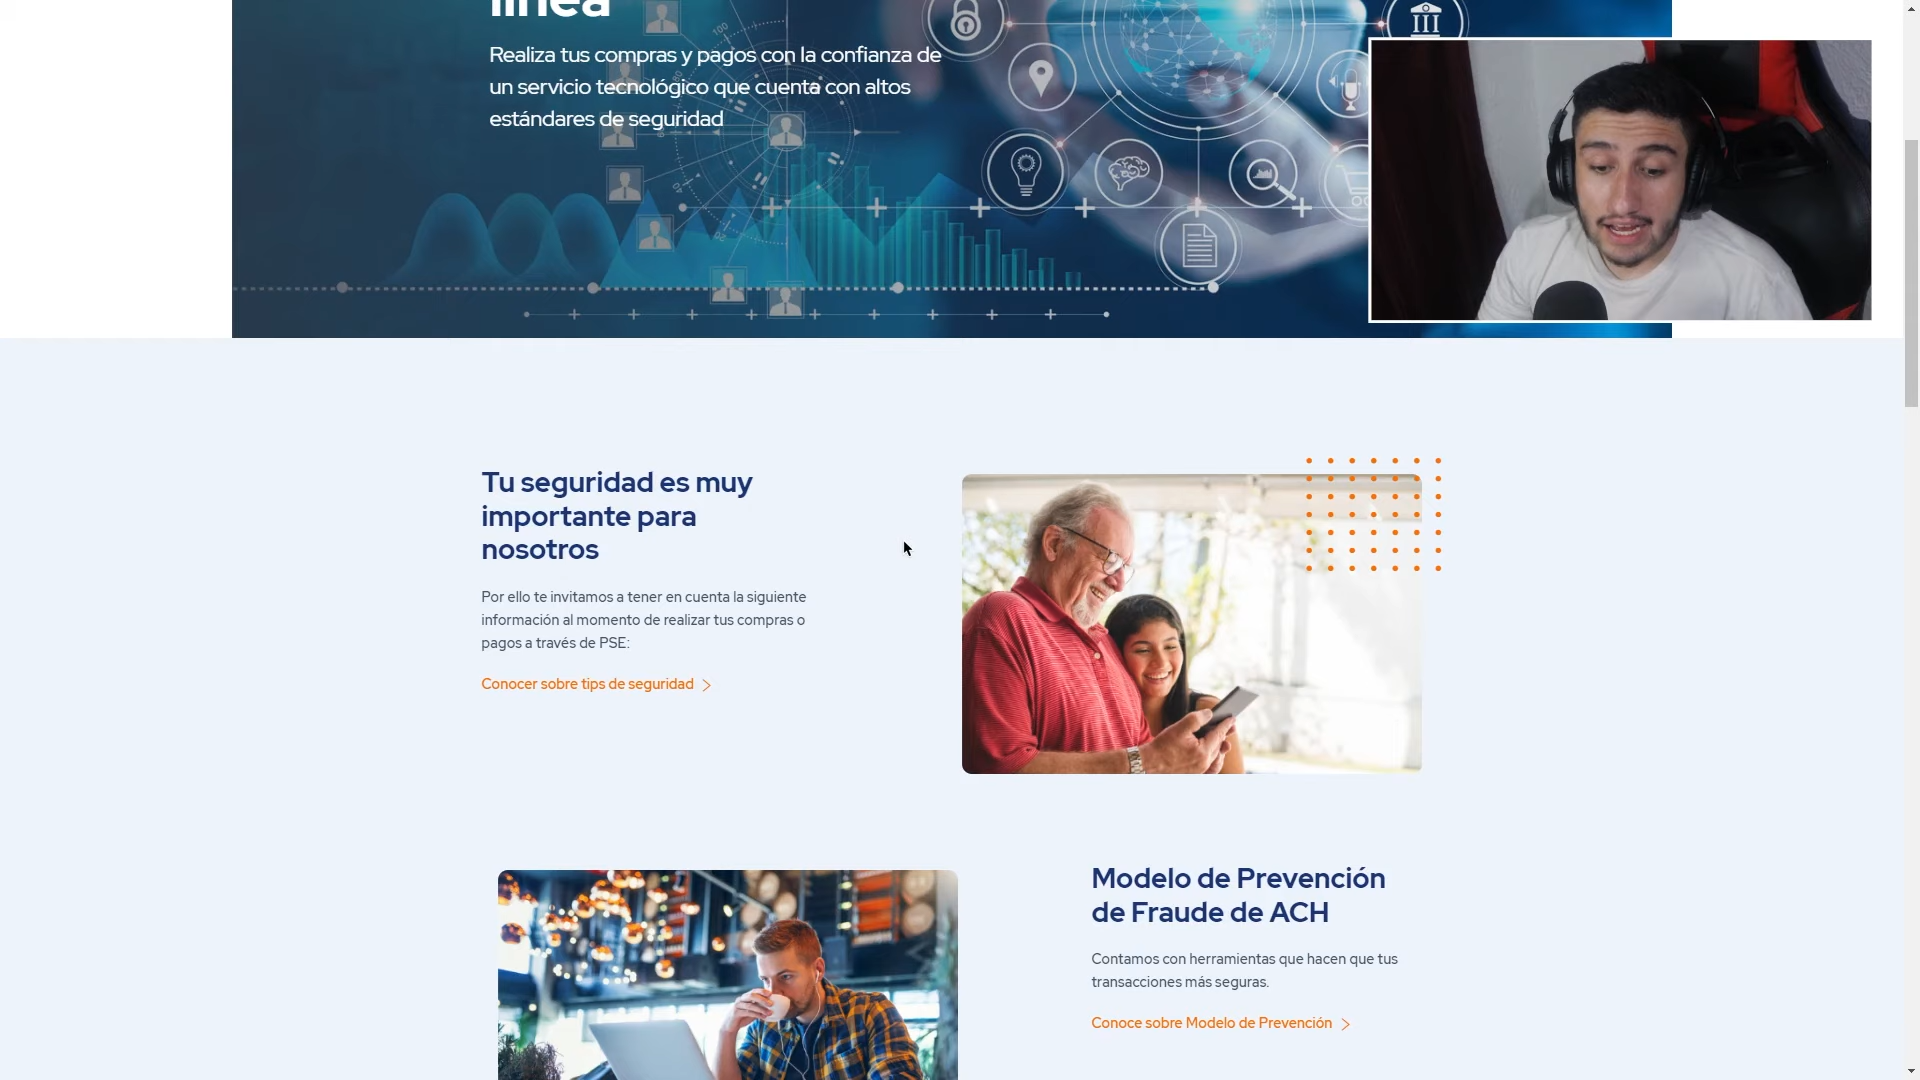 línea
Realiza tus compras y pagos con la confianza de
un servicio tecnológico que cuenta con altos
estándares de seguridad
Tu seguridad es muy
importante para
nosotros
Por ello te invitamos a tener en cuenta la siguiente
información al momento de realizar tus compras o
pagos a través de PSE:
Conocer sobre tips de seguridad
Modelo de Prevención
de Fraude de ACH
Contamos con herramientas que hacen que tus
transacciones más seguras.
Conoce sobre Modelo de Prevención